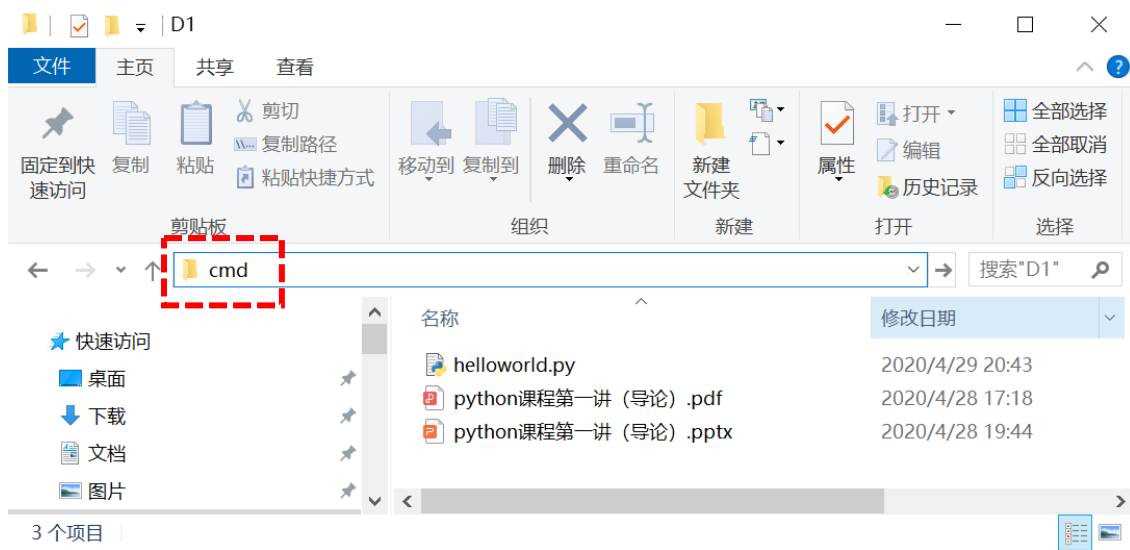 D1
文件 主页 共享 查看
固定到快速访问
复制
粘贴
剪切
复制路径
粘贴快捷方式
剪贴板
移动到
复制到
删除
重命名
组织
新建
文件夹
新建
属性
打开
编辑
历史记录
打开
全部选择
全部取消
反向选择
选择
cmd
搜索"D1"
快速访问
桌面
下载
文档
图片
名称 修改日期
helloworld.py 2020/4/29 20:43
python课程第一讲（导论）.pdf 2020/4/28 17:18
python课程第一讲（导论）.pptx 2020/4/28 19:44
3 个项目